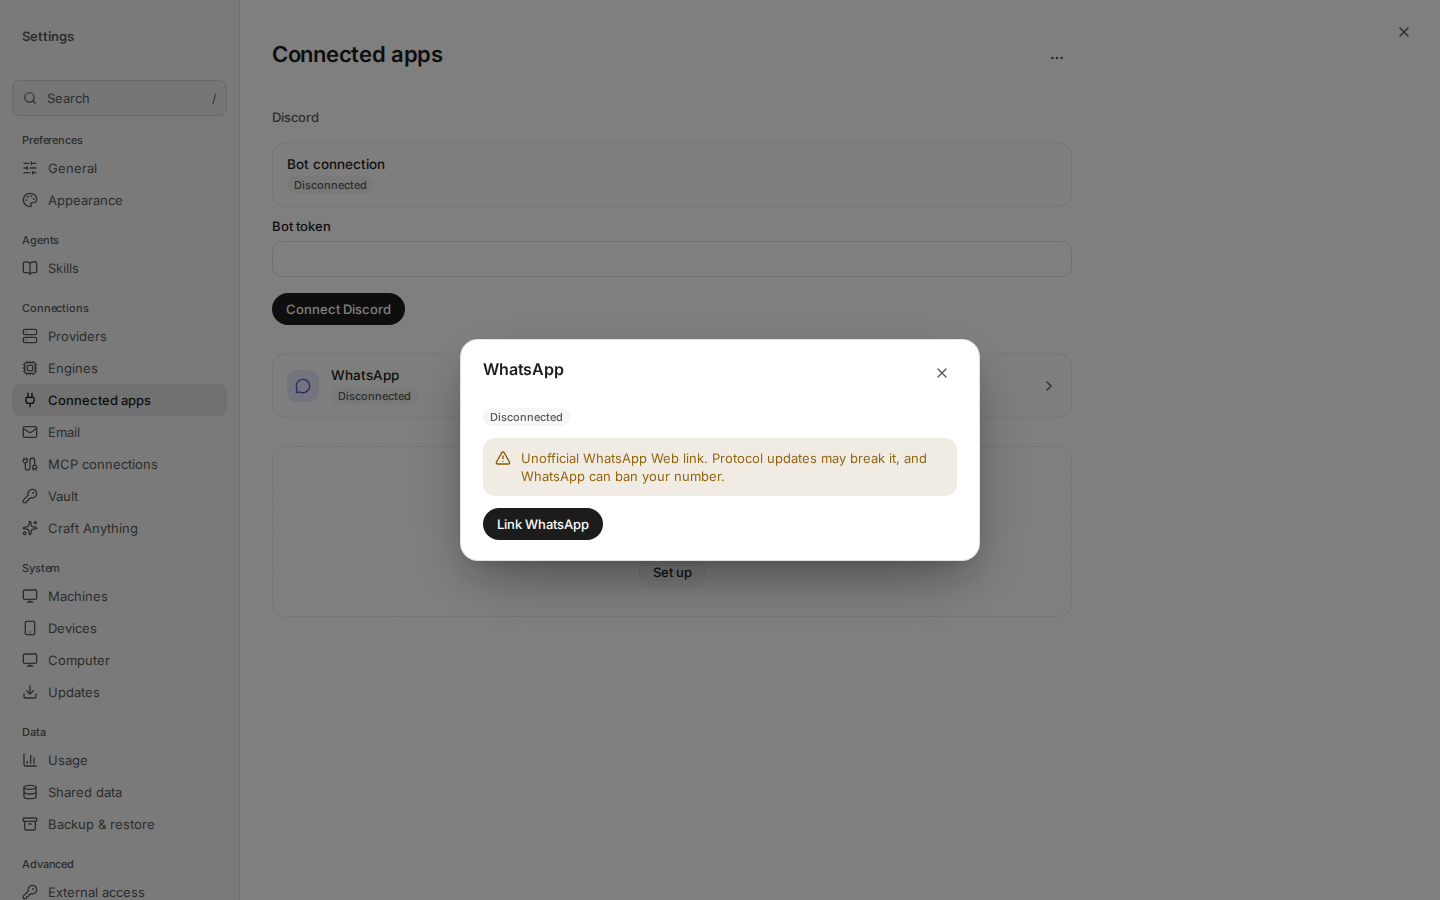 Settings
Search
/
Preferences
General
Appearance
Agents
Skills
Connections
Providers
Engines
Connected apps
Email
MCP connections
Vault
Craft Anything
System
Machines
Devices
Computer
Updates
Data
Usage
Shared data
Backup & restore
Advanced
External access
Connected apps
Discord
Bot connection
Disconnected
Bot token
Connect Discord
WhatsApp
Disconnected
WhatsApp
Disconnected
Unofficial WhatsApp Web link. Protocol updates may break it, and
WhatsApp can ban your number.
Link WhatsApp
Set up